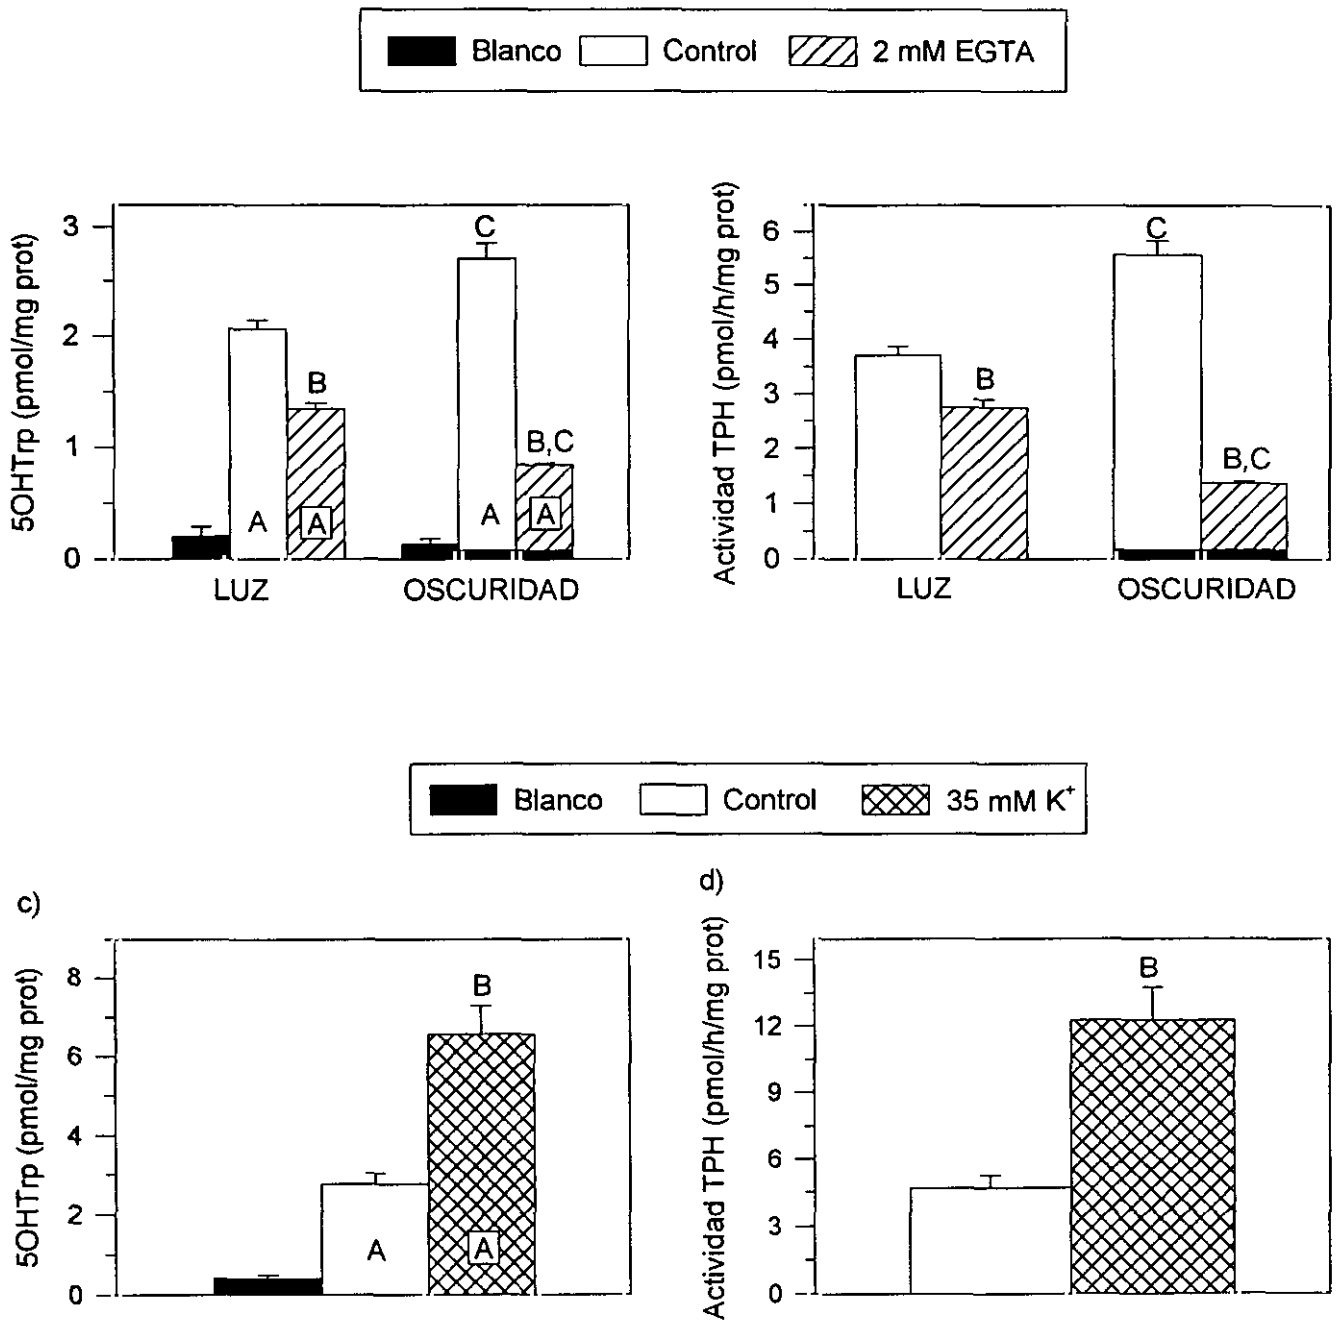 Blanco Control 2 mM EGTA
5OHTrp (pmol/mg prot)
3
2
1
0
C
B
B,C
A A A A
LUZ OSCURIDAD
Actividad TPH (pmol/h/mg prot)
6
5
4
3
2
1
0
C
B
B,C
LUZ OSCURIDAD
Blanco Control 35 mM K⁺
c)
5OHTrp (pmol/mg prot)
8
6
4
2
0
B
A A
d)
Actividad TPH (pmol/h/mg prot)
15
12
9
6
3
0
B